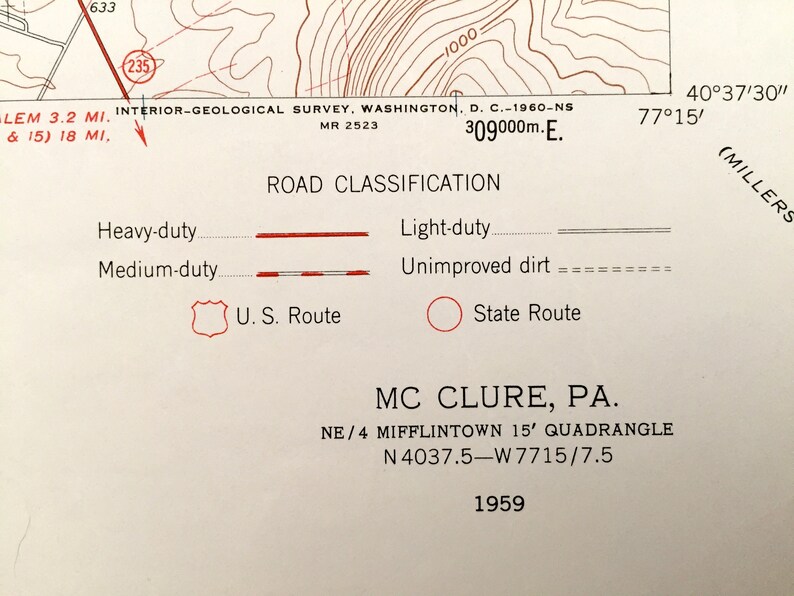 633
235
1000
40°37'30"
77°15'
LEM 3.2 MI.
& 15) 18 MI.
INTERIOR-GEOLOGICAL SURVEY, WASHINGTON, D. C.-1960-NS
MR 2523
309000m.E.
(MILLERS
ROAD CLASSIFICATION
Heavy-duty
Light-duty
Medium-duty
Unimproved dirt
U. S. Route
State Route
MC CLURE, PA.
NE/4 MIFFLINTOWN 15' QUADRANGLE
N4037.5—W7715/7.5
1959